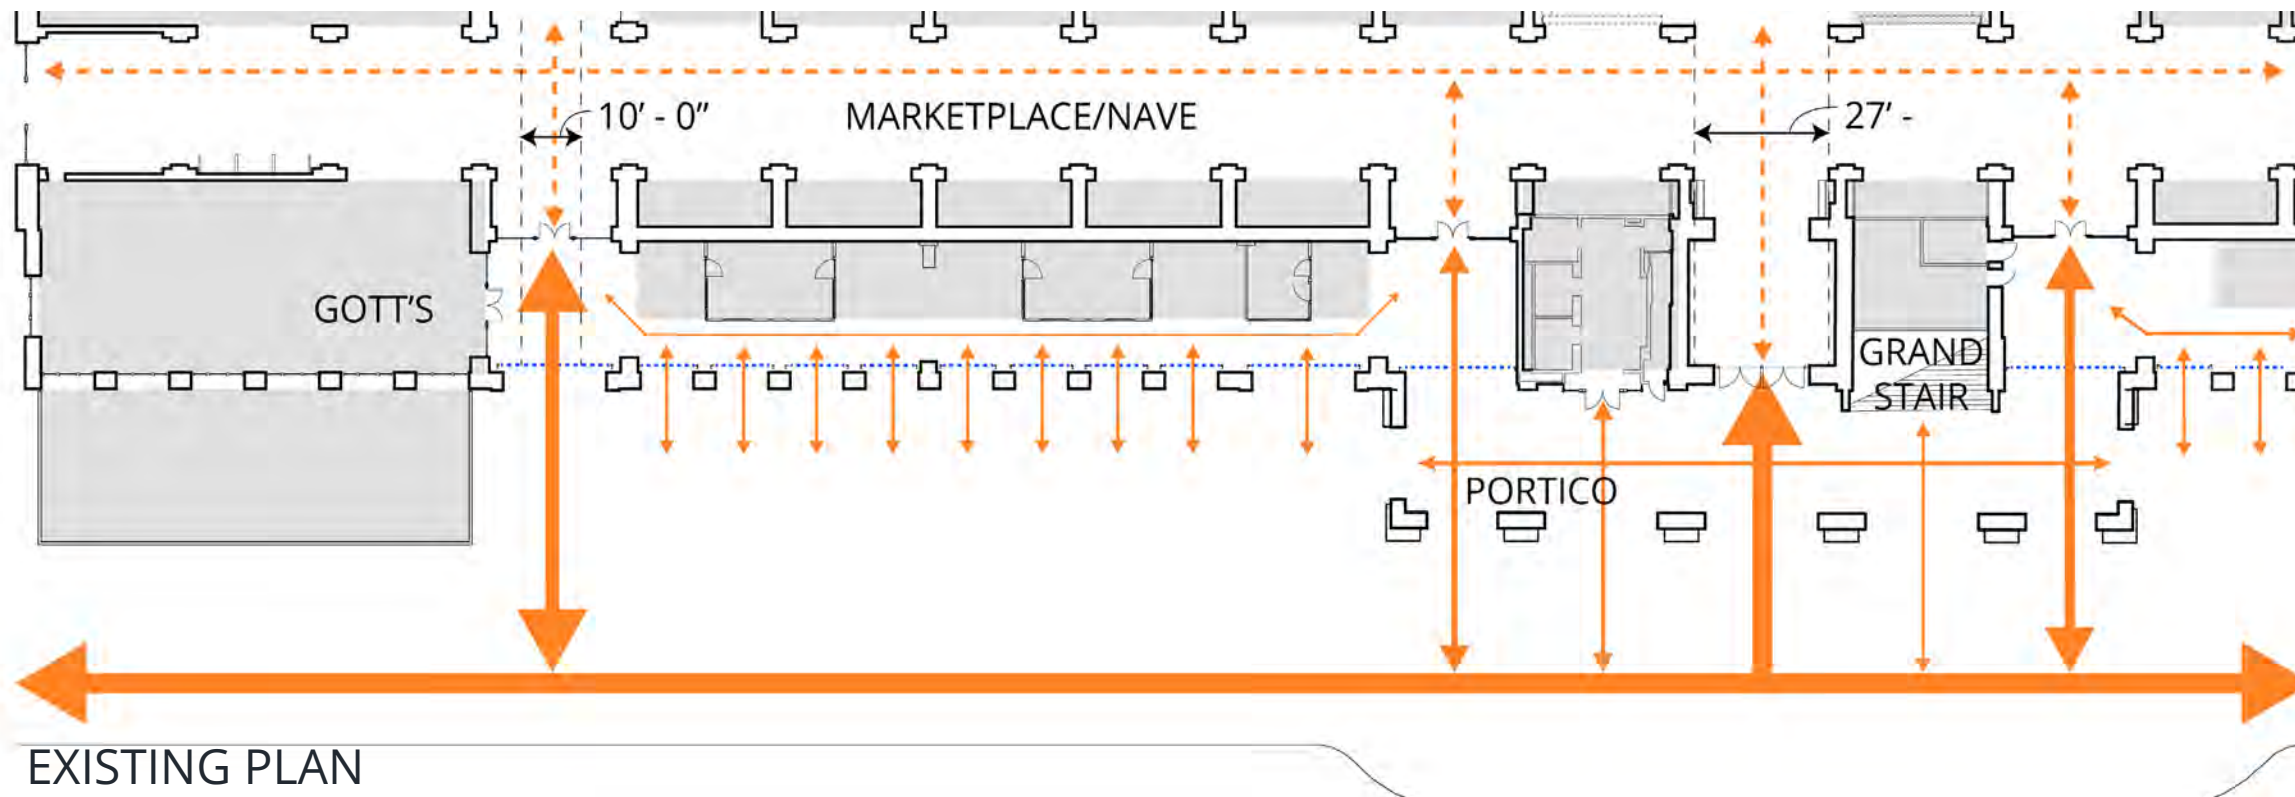 10' - 0"
MARKETPLACE/NAVE
27' -
GOTT'S
GRAND
STAIR
PORTICO
EXISTING PLAN